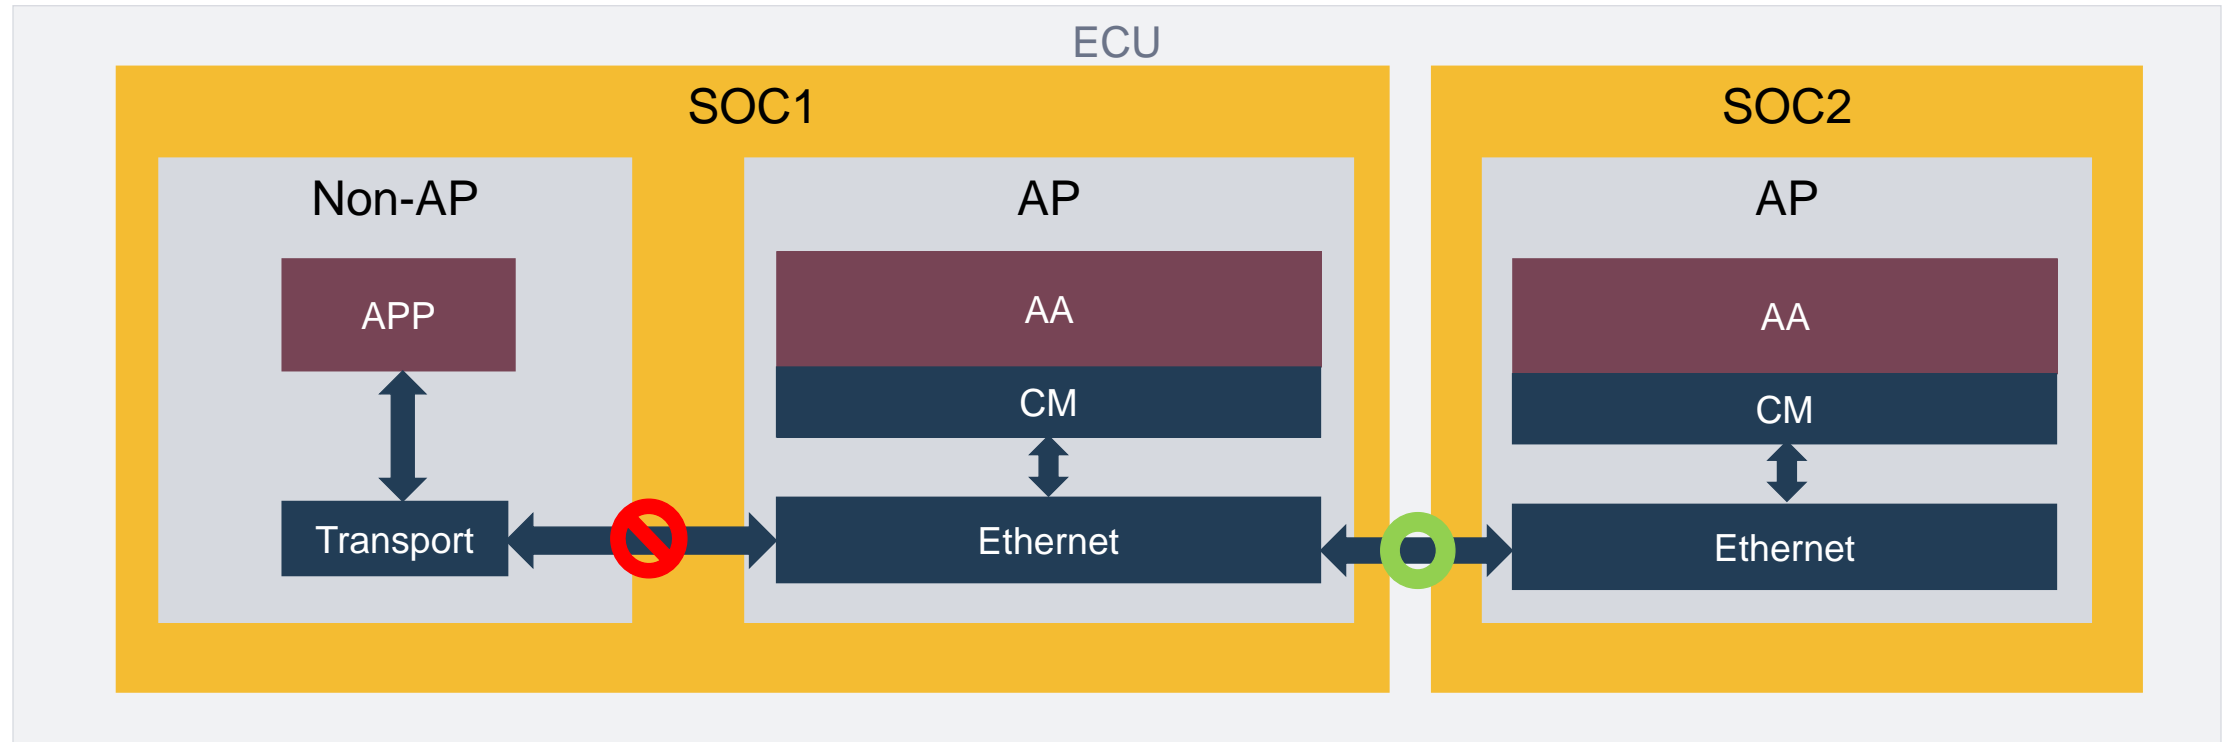 ECU
SOC1
SOC2
Non-AP
AP
AP
APP
AA
AA
CM
CM
Transport
Ethernet
Ethernet